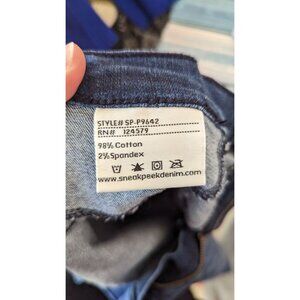 STYLE# SP-P9642
RN# 124579
98% Cotton
2% Spandex
www.sneakpeekdenim.com